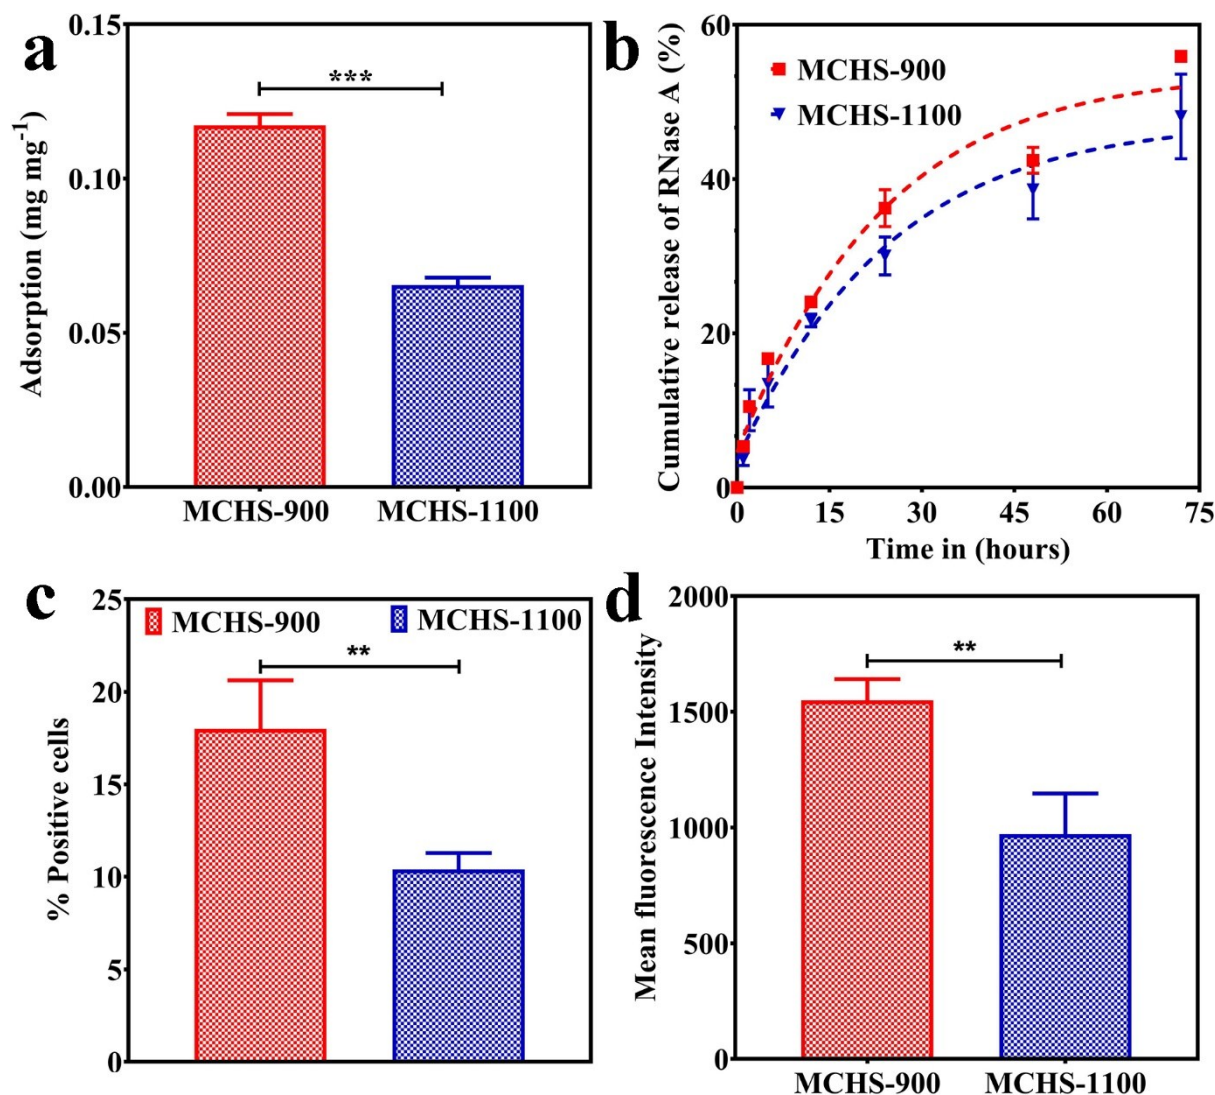 a
0.15
0.10
0.05
0.00
Adsorption (mg mg-1)
***
MCHS-900 MCHS-1100
b
60
40
20
0
Cumulative release of RNase A (%)
MCHS-900
MCHS-1100
0 15 30 45 60 75
Time in (hours)
c
25
20
15
10
5
0
% Positive cells
MCHS-900 MCHS-1100
**
d
2000
1500
1000
500
0
Mean fluorescence Intensity
**
MCHS-900 MCHS-1100